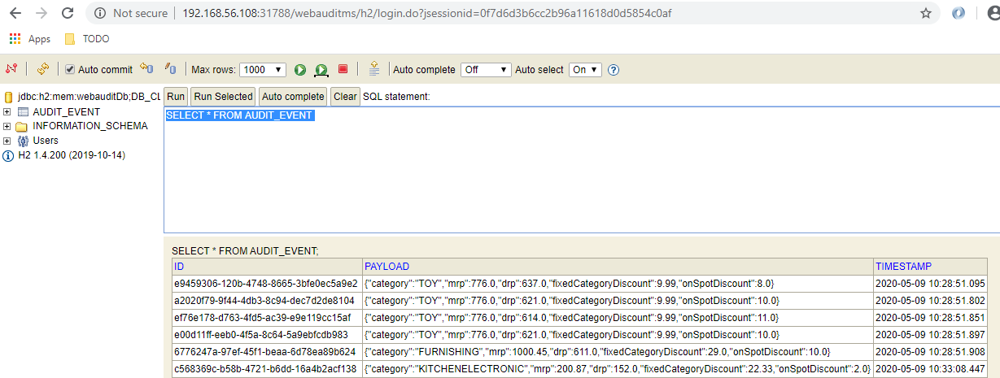 Not secure | 192.168.56.108:31788/webauditms/h2/login.do?jsessionid=0f7d6d3b6cc2b96a11618d0d5854c0af
Apps TODO
Auto commit Max rows: 1000 Auto complete Off Auto select On ?
jdbc:h2:mem:webauditDb;DB_CL Run Run Selected Auto complete Clear SQL statement:
AUDIT_EVENT
INFORMATION_SCHEMA
Users
H2 1.4.200 (2019-10-14)
SELECT * FROM AUDIT_EVENT
SELECT * FROM AUDIT_EVENT;
ID PAYLOAD TIMESTAMP
e9459306-120b-4748-8665-3bfe0ec5a9e2 {"category":"TOY","mrp":776.0,"drp":637.0,"fixedCategoryDiscount":9.99,"onSpotDiscount":8.0} 2020-05-09 10:28:51.095
a2020f79-9f44-4db3-8c94-dec7d2de8104 {"category":"TOY","mrp":776.0,"drp":621.0,"fixedCategoryDiscount":9.99,"onSpotDiscount":10.0} 2020-05-09 10:28:51.802
ef76e178-d763-4fd5-ac39-e9e119cc15af {"category":"TOY","mrp":776.0,"drp":614.0,"fixedCategoryDiscount":9.99,"onSpotDiscount":11.0} 2020-05-09 10:28:51.851
e00d11ff-eeb0-4f5a-8c64-5a9ebfcdb983 {"category":"TOY","mrp":776.0,"drp":621.0,"fixedCategoryDiscount":9.99,"onSpotDiscount":10.0} 2020-05-09 10:28:51.897
6776247a-97ef-45f1-beaa-6d78ea89b624 {"category":"FURNISHING","mrp":1000.45,"drp":611.0,"fixedCategoryDiscount":29.0,"onSpotDiscount":10.0} 2020-05-09 10:28:51.908
c568369c-b58b-4721-b6dd-16a4b2acf138 {"category":"KITCHENELECTRONIC","mrp":200.87,"drp":152.0,"fixedCategoryDiscount":22.33,"onSpotDiscount":2.0} 2020-05-09 10:33:08.447